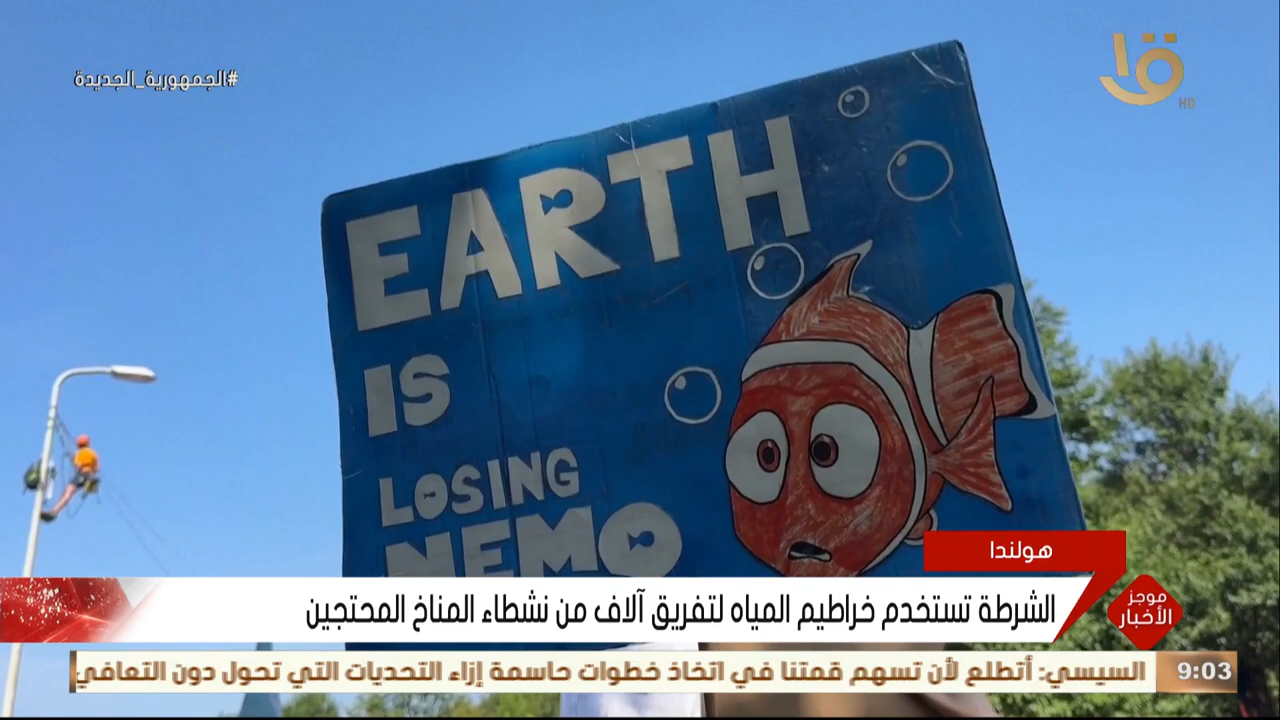 #الجمهورية_الجديدة
HD
EARTH
IS
LOSING
NEMO
هولندا
موجز
الأخبار
الشرطة تستخدم خراطيم المياه لتفريق آلاف من نشطاء المناخ المحتجين
9:03
السيسي: أتطلع لأن تسهم قمتنا في اتخاذ خطوات حاسمة إزاء التحديات التي تحول دون التعافي